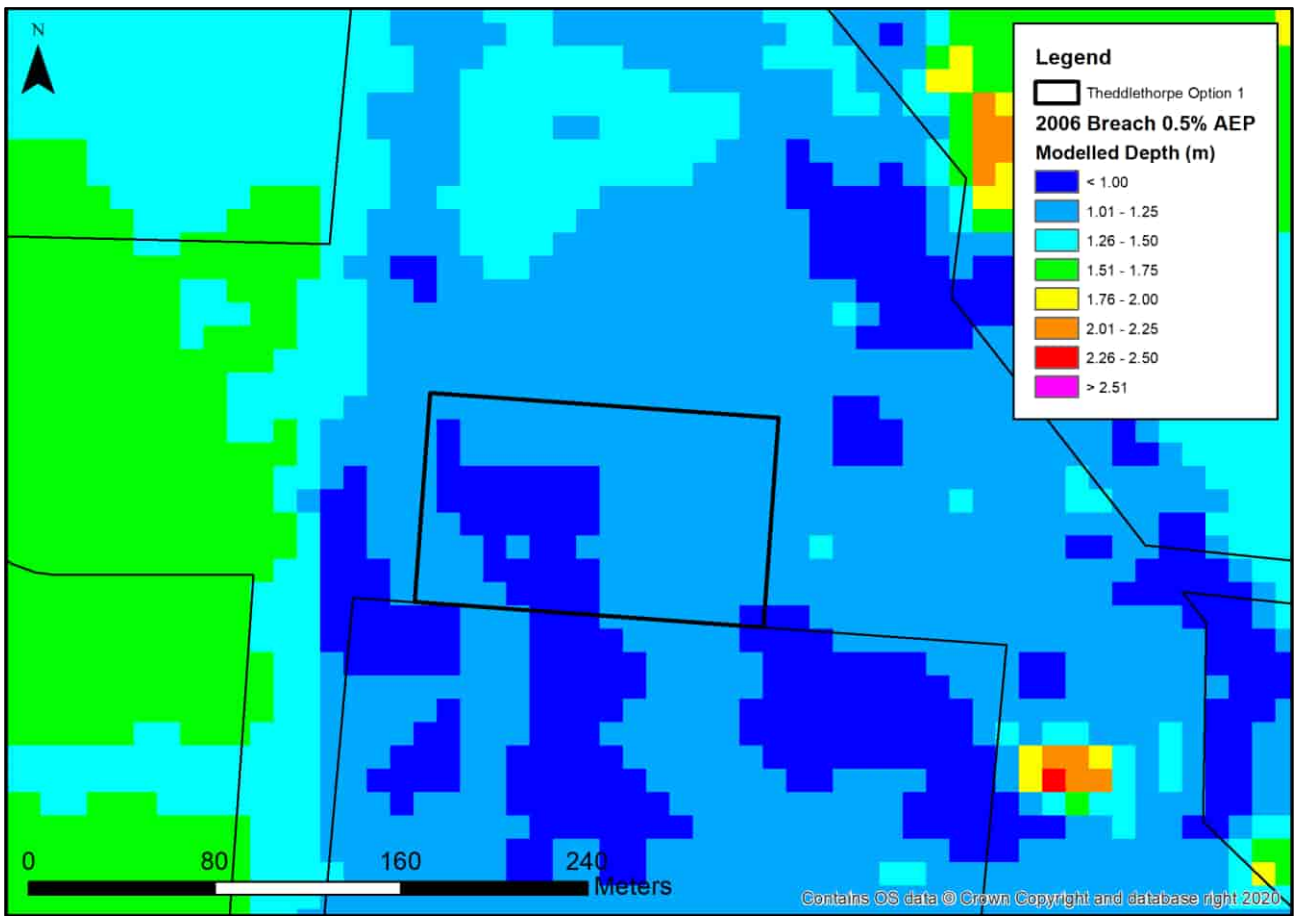 N
Legend
Theddlethorpe Option 1
2006 Breach 0.5% AEP
Modelled Depth (m)
< 1.00
1.01 - 1.25
1.26 - 1.50
1.51 - 1.75
1.76 - 2.00
2.01 - 2.25
2.26 - 2.50
> 2.51
0 80 160 240
Meters
Contains OS data © Crown Copyright and database right 2020